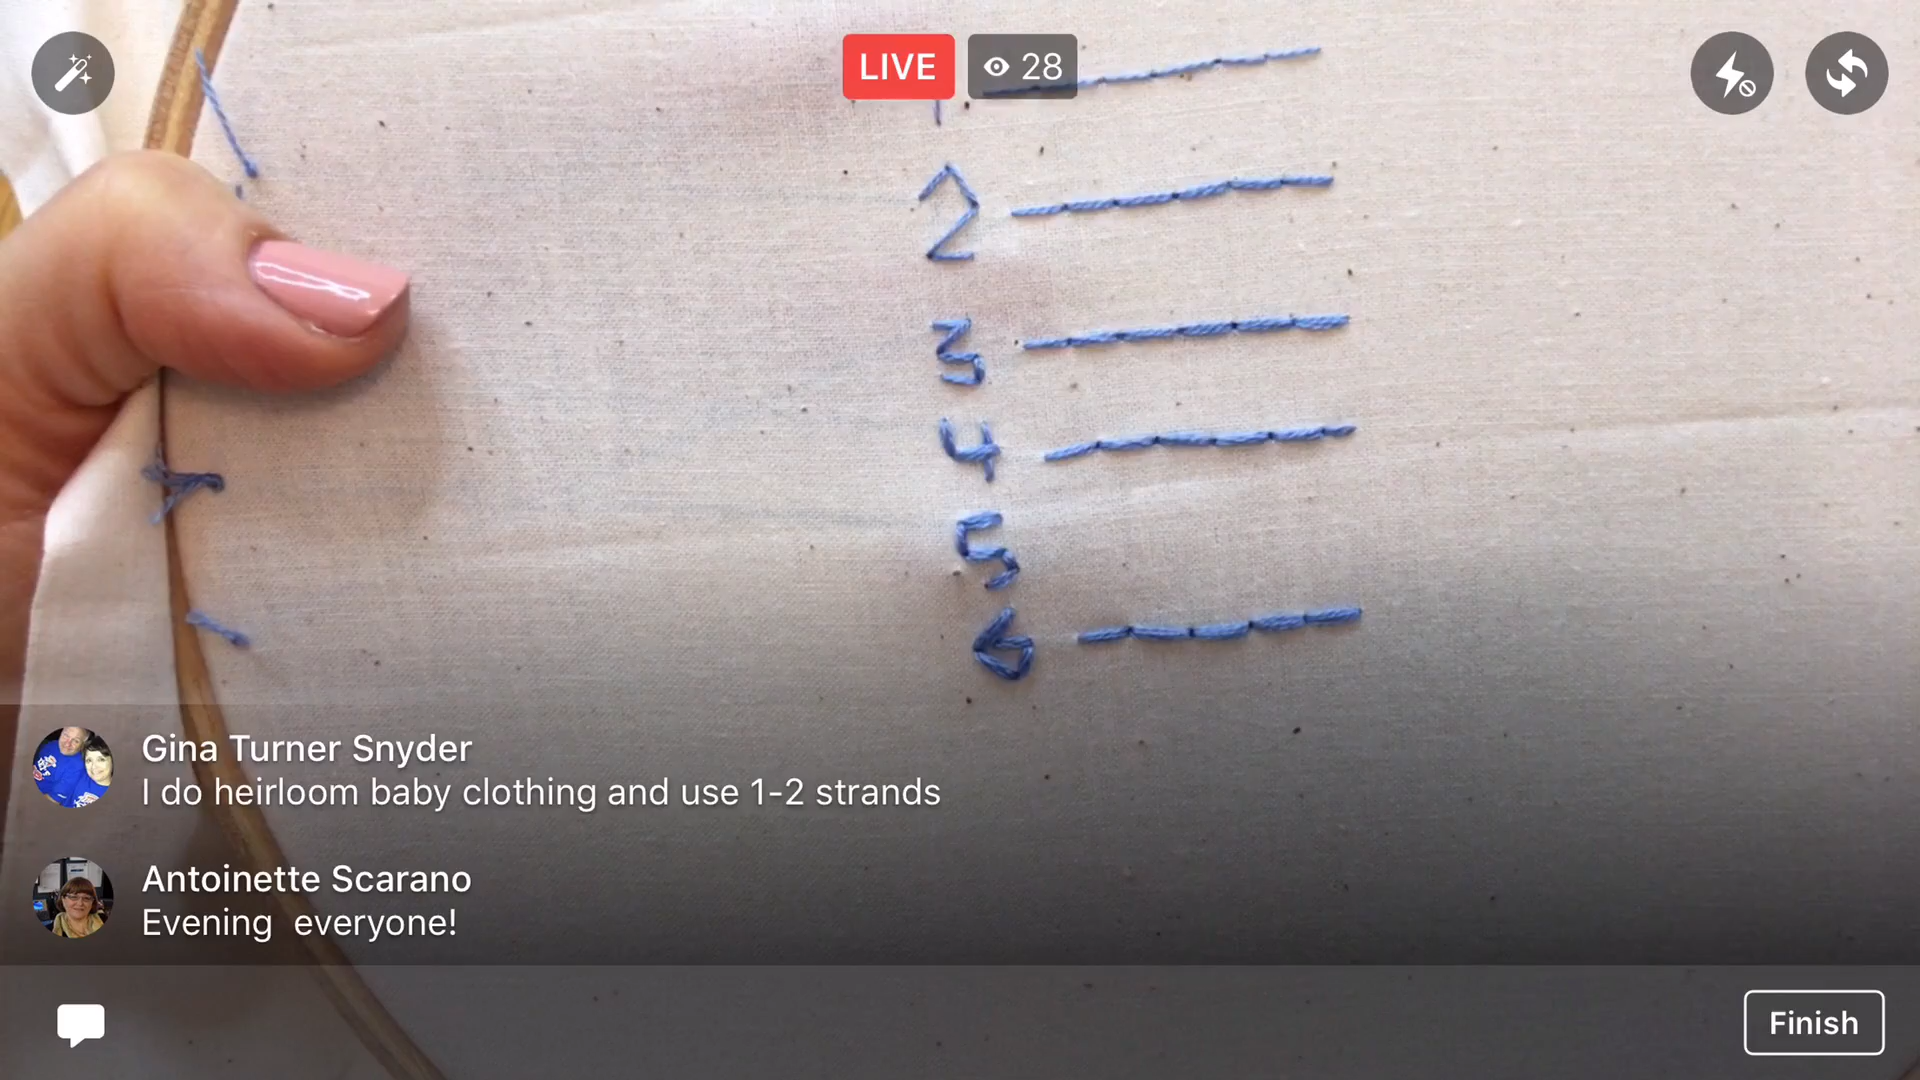 LIVE 28
2
3
4
5
6
Gina Turner Snyder
I do heirloom baby clothing and use 1-2 strands
Antoinette Scarano
Evening everyone!
Finish